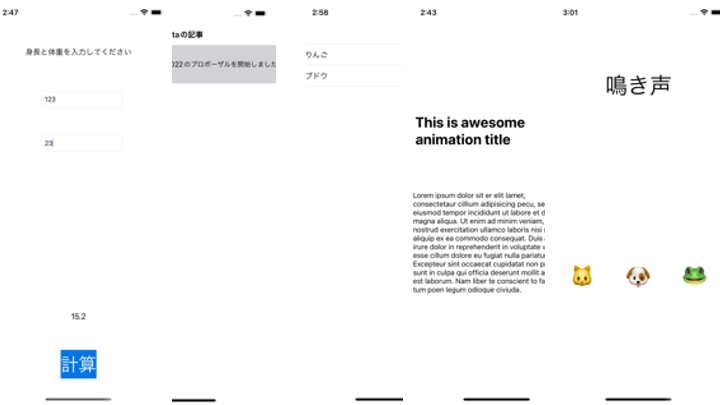 2:47
身長と体重を入力してください
123
23
15.2
計算
taの記事
022のプロポーザルを開始しました
2:58
りんご
ブドウ
2:43
This is awesome
animation title
Lorem ipsum dolor sit er elit lamet,
consectetaur cillium adipisicing pecu, se
eiusmod tempor incididunt ut labore et d
magna aliqua. Ut enim ad minim veniam,
nostrud exercitation ullamco laboris nisi
aliquip ex ea commodo consequat. Duis
irure dolor in reprehenderit in voluptate v
esse cillum dolore eu fugiat nulla pariatu
Excepteur sint occaecat cupidatat non p
sunt in culpa qui officia deserunt mollit a
est laborum. Nam liber te conscient to fa
tum poen legum odioque civiuda.
3:01
鳴き声